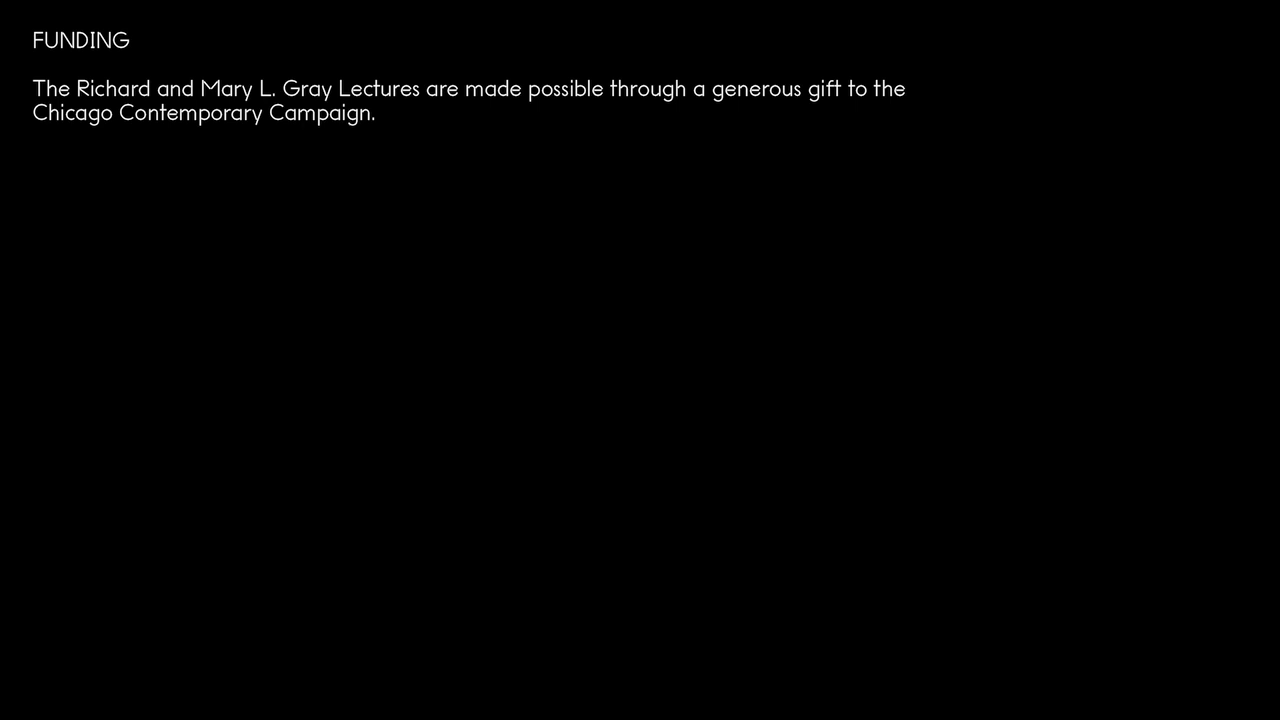 FUNDING
The Richard and Mary L. Gray Lectures are made possible through a generous gift to the
Chicago Contemporary Campaign.